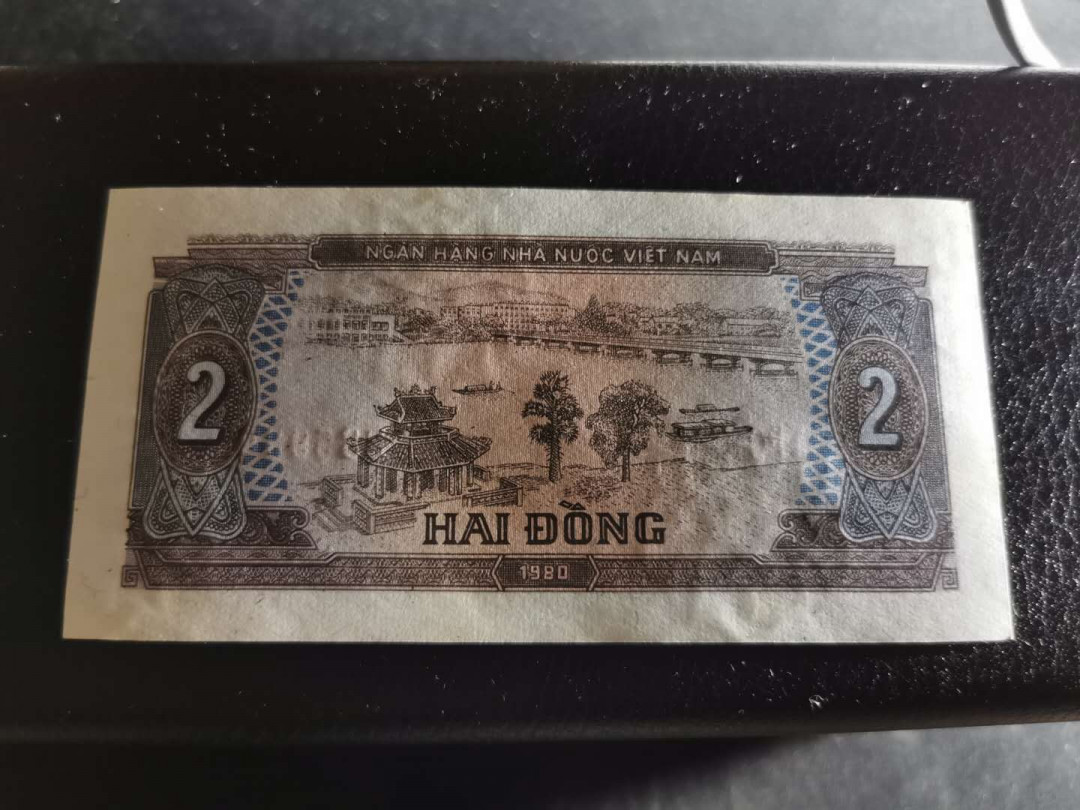 NGÂN HÀNG NHÀ NƯỚC VIỆT NAM
2 2
HAI ĐỒNG
1980